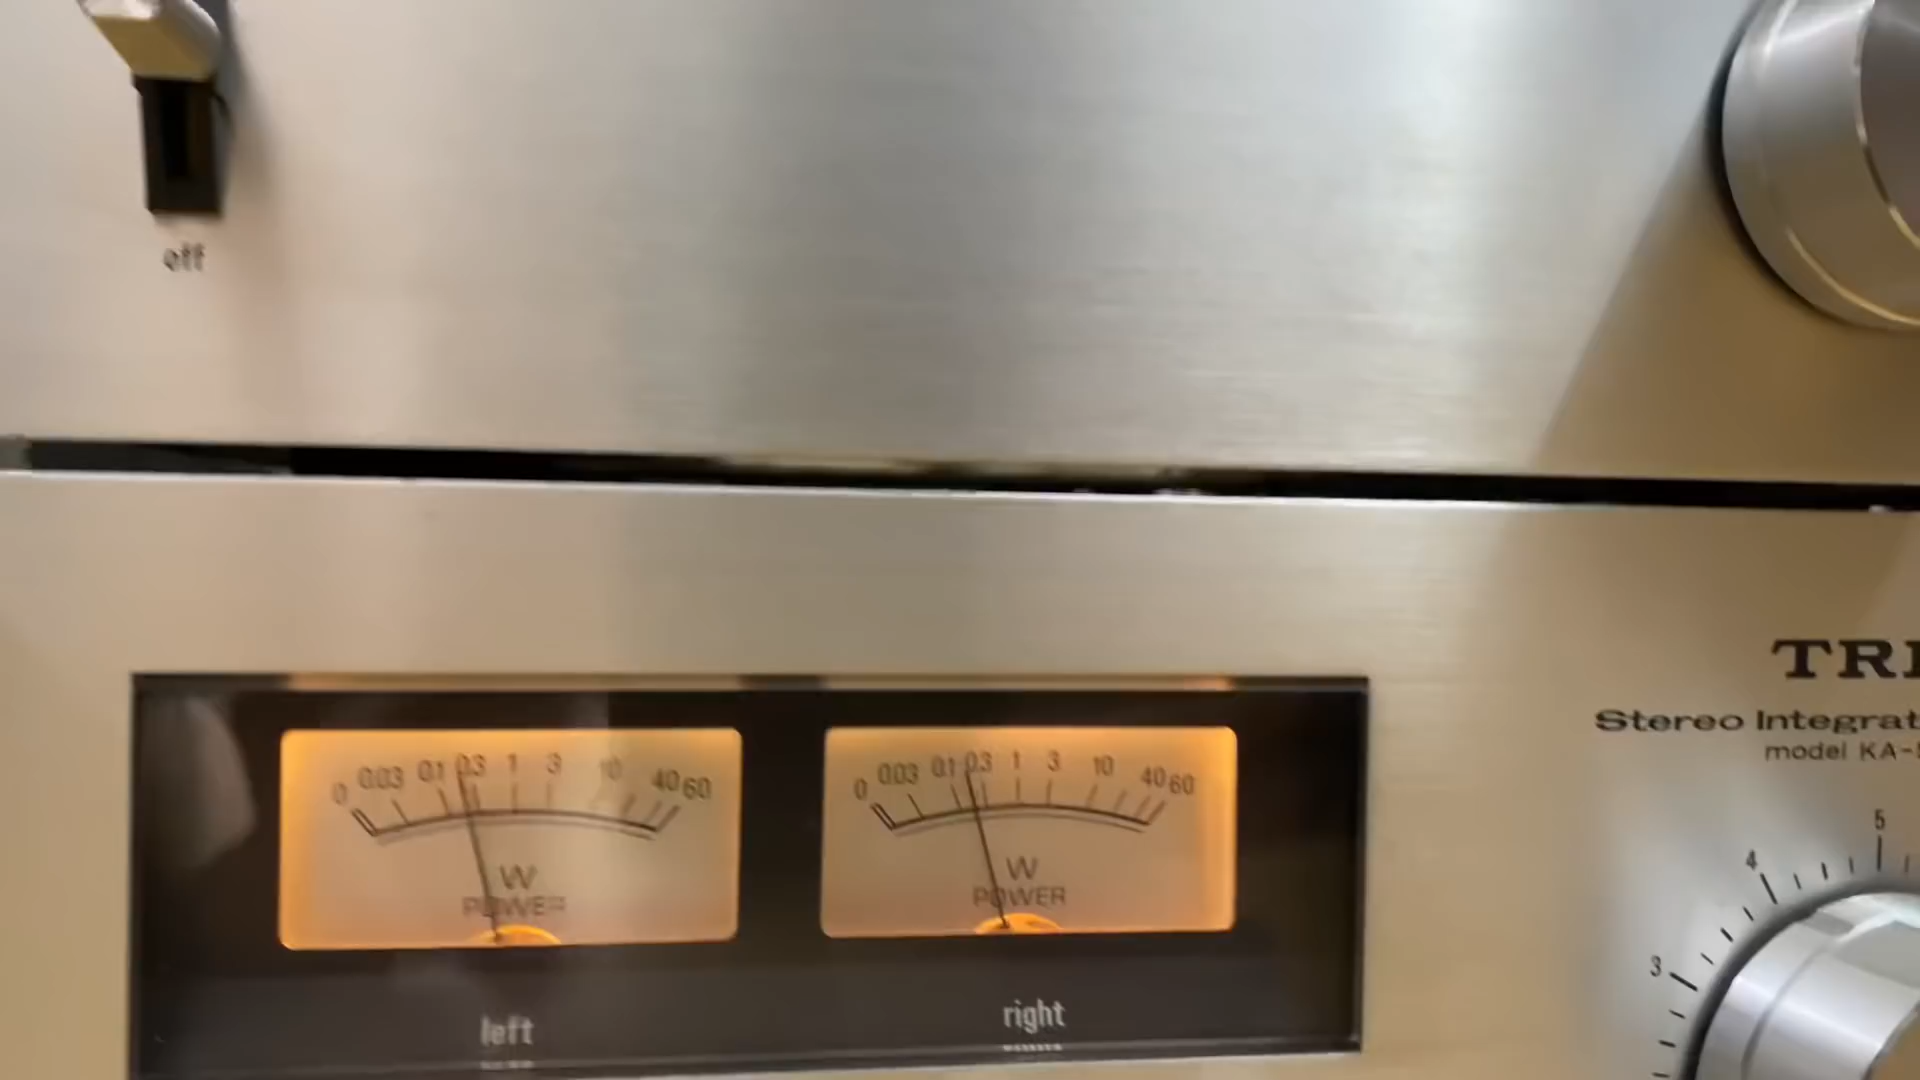 off
TRI
Stereo Integrat
model KA-
0 0.03 0.1 0.3 1 3 10 40 60
W
POWER
left
0 0.03 0.1 0.3 1 3 10 40 60
W
POWER
right
3 4 5